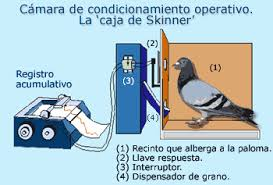 Cámara de condicionamiento operativo.
La 'caja de Skinner'
Registro
acumulativo
(2)
(1)
(3)
(4)
(1) Recinto que alberga a la paloma.
(2) Llave respuesta.
(3) Interruptor.
(4) Dispensador de grano.